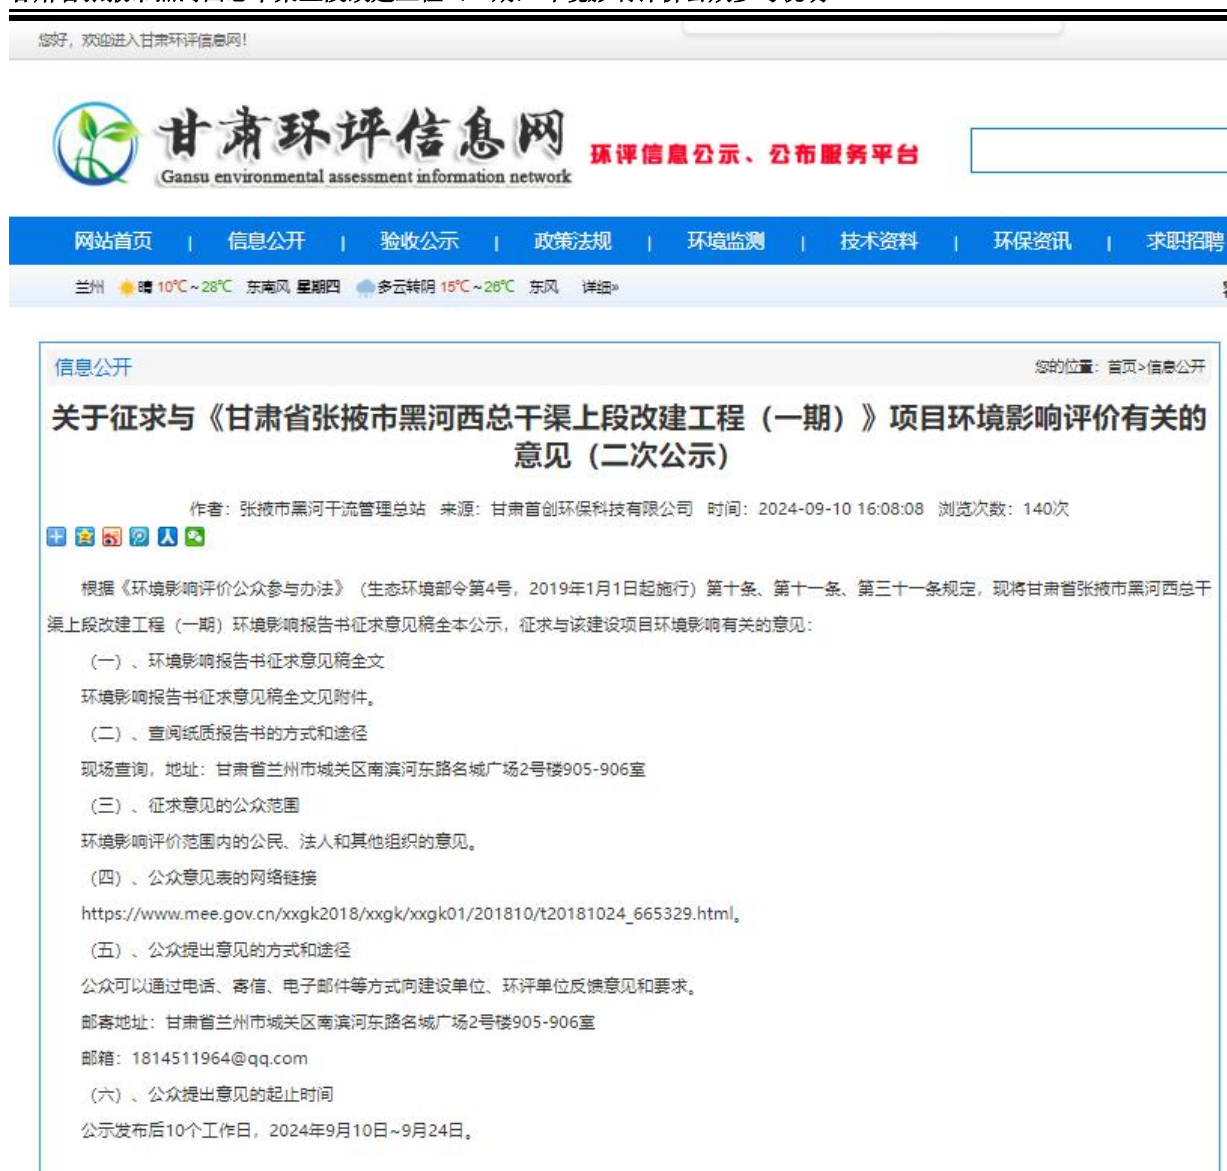 您好，欢迎进入甘肃环评信息网！
甘肃环评信息网
Gansu environmental assessment information network
环评信息公示、公布服务平台
网站首页 | 信息公开 | 验收公示 | 政策法规 | 环境监测 | 技术资料 | 环保资讯 | 求职招聘
兰州 晴 10℃～28℃ 东南风 星期四 多云转阴 15℃～26℃ 东风 详细»
信息公开 您的位置：首页>信息公开
关于征求与《甘肃省张掖市黑河西总干渠上段改建工程（一期）》项目环境影响评价有关的
意见（二次公示）
作者：张掖市黑河干流管理总站 来源：甘肃首创环保科技有限公司 时间：2024-09-10 16:08:08 浏览次数：140次
根据《环境影响评价公众参与办法》（生态环境部令第4号，2019年1月1日起施行）第十条、第十一条、第三十一条规定，现将甘肃省张掖市黑河西总干
渠上段改建工程（一期）环境影响报告书征求意见稿全本公示，征求与该建设项目环境影响有关的意见：
（一）、环境影响报告书征求意见稿全文
环境影响报告书征求意见稿全文见附件。
（二）、查阅纸质报告书的方式和途径
现场查询，地址：甘肃省兰州市城关区南滨河东路名城广场2号楼905-906室
（三）、征求意见的公众范围
环境影响评价范围内的公民、法人和其他组织的意见。
（四）、公众意见表的网络链接
https://www.mee.gov.cn/xxgk2018/xxgk/xxgk01/201810/t20181024_665329.html。
（五）、公众提出意见的方式和途径
公众可以通过电话、寄信、电子邮件等方式向建设单位、环评单位反馈意见和要求。
邮寄地址：甘肃省兰州市城关区南滨河东路名城广场2号楼905-906室
邮箱：1814511964@qq.com
（六）、公众提出意见的起止时间
公示发布后10个工作日，2024年9月10日~9月24日。